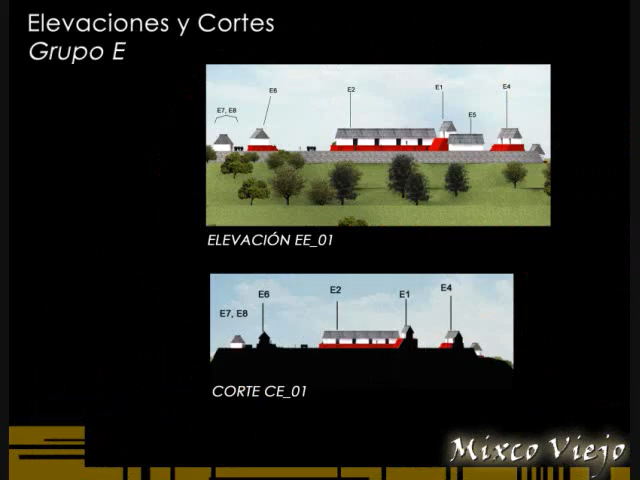 Elevaciones y Cortes
Grupo E
E7, E8
E6
E2
E1
E5
E4
ELEVACIÓN EE_01
E7, E8
E6
E2
E1
E4
CORTE CE_01
Mixco Viejo